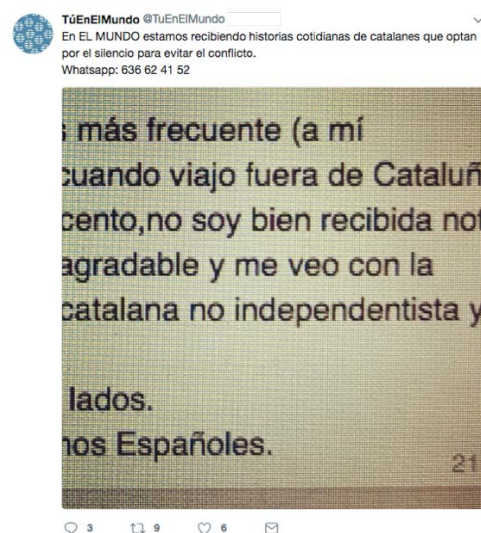 TúEnElMundo @TuEnElMundo
En EL MUNDO estamos recibiendo historias cotidianas de catalanes que optan
por el silencio para evitar el conflicto.
Whatsapp: 636 62 41 52
más frecuente (a mí
cuando viajo fuera de Cataluñ
cento,no soy bien recibida not
agradable y me veo con la
catalana no independentista y
lados.
nos Españoles.
21
3 9 6